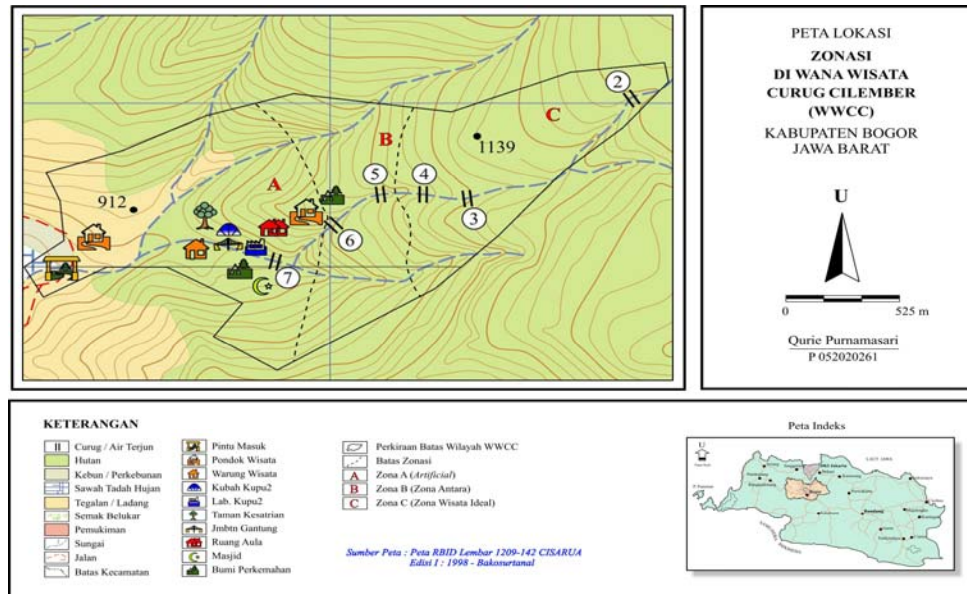 A
B
C
912
1139
2
3
4
5
6
7
PETA LOKASI
ZONASI
DI WANA WISATA
CURUG CILEMBER
(WWCC)
KABUPATEN BOGOR
JAWA BARAT
U
0 525 m
Qurie Purnamasari
P 052020261
KETERANGAN
Curug / Air Terjun
Hutan
Kebun / Perkebunan
Sawah Tadah Hujan
Tegalan / Ladang
Semak Belukar
Pemukiman
Sungai
Jalan
Batas Kecamatan
Pintu Masuk
Pondok Wisata
Warung Wisata
Kubah Kupu2
Lab. Kupu2
Taman Kesatrian
Jmbtn Gantung
Ruang Aula
Masjid
Bumi Perkemahan
Perkiraan Batas Wilayah WWCC
Batas Zonasi
A Zona A (Artificial)
B Zona B (Zona Antara)
C Zona C (Zona Wisata Ideal)
Sumber Peta : Peta RBID Lembar 1209-142 CISARUA
Edisi I : 1998 - Bakosurtanal
Peta Indeks
U
LAUT JAWA